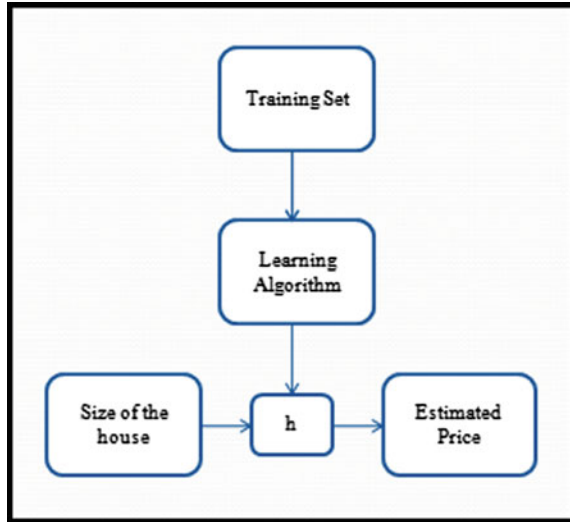 Training Set
Learning
Algorithm
Size of the
house
h
Estimated
Price